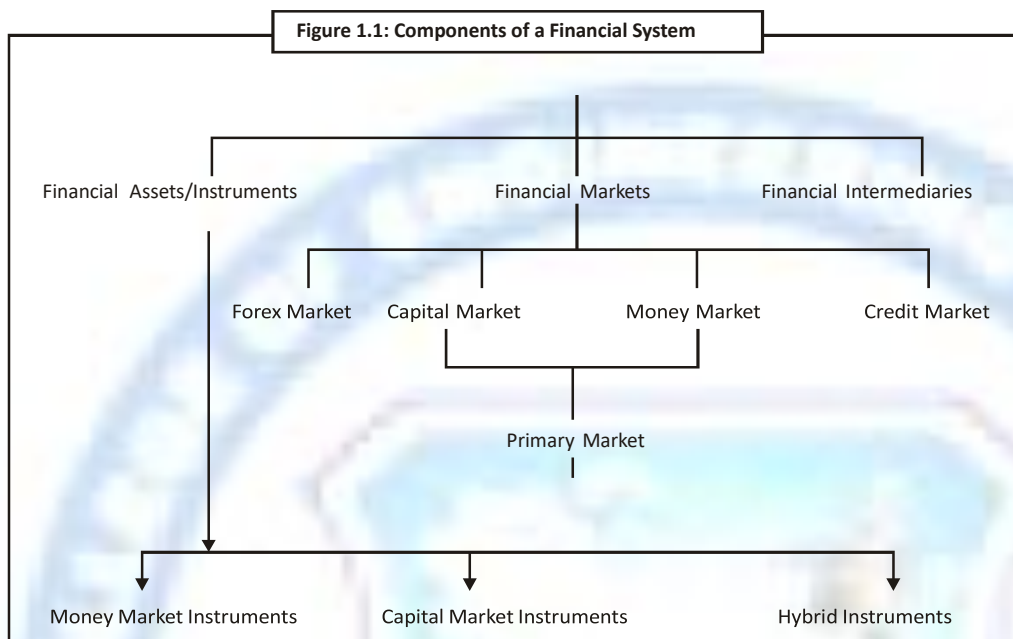 Figure 1.1: Components of a Financial System
Financial Assets/Instruments Financial Markets Financial Intermediaries
Forex Market Capital Market Money Market Credit Market
Primary Market
Money Market Instruments Capital Market Instruments Hybrid Instruments